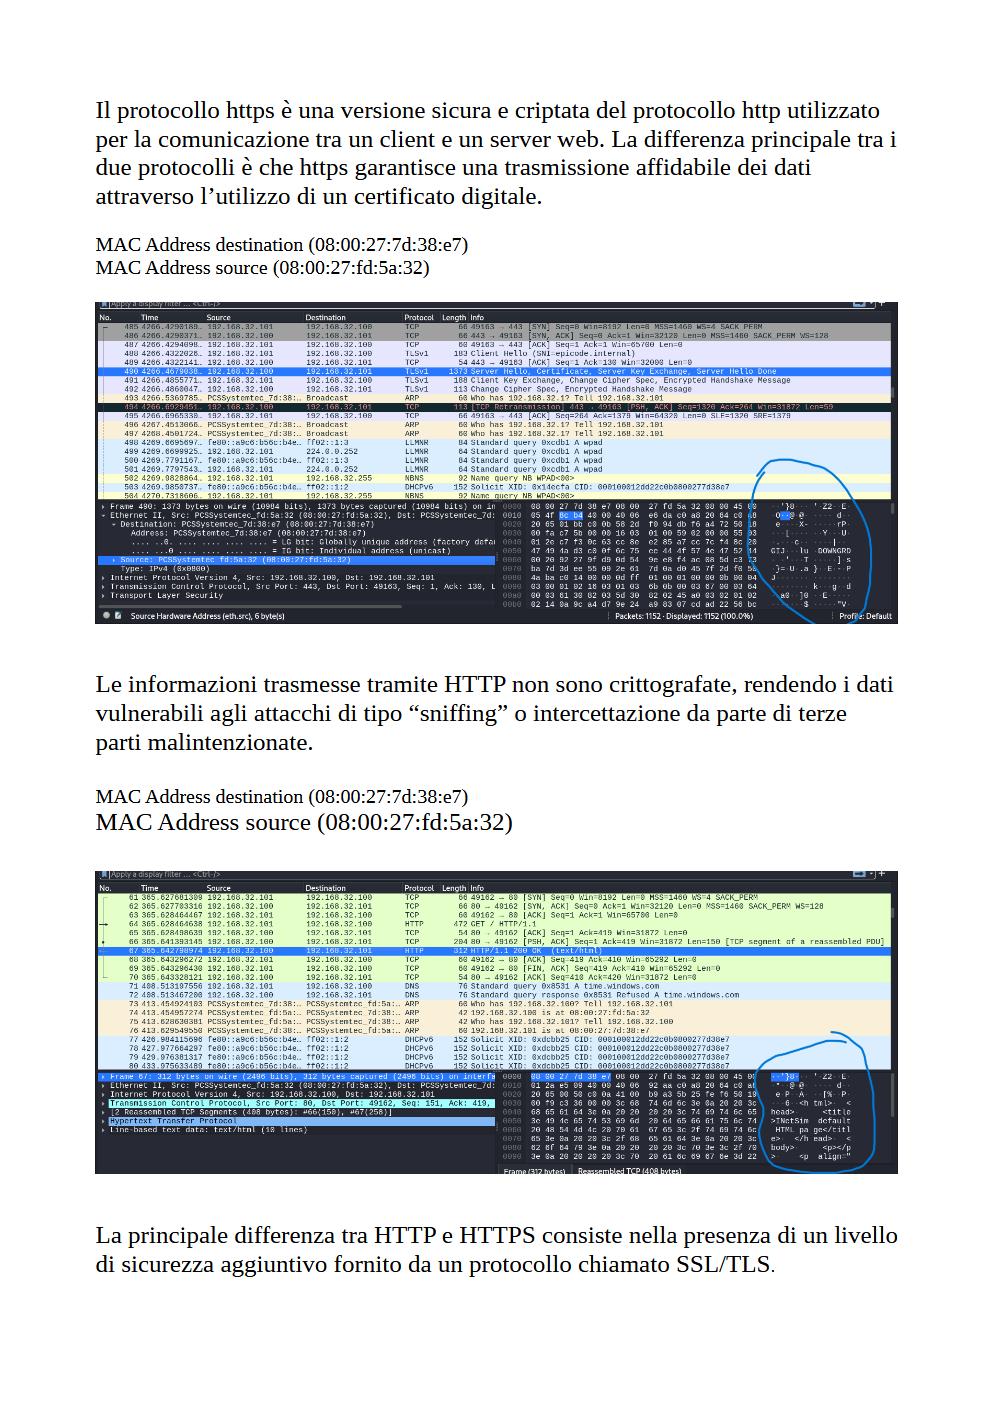 Il protocollo https è una versione sicura e criptata del protocollo http utilizzato
per la comunicazione tra un client e un server web. La differenza principale tra i
due protocolli è che https garantisce una trasmissione affidabile dei dati
attraverso l’utilizzo di un certificato digitale.
MAC Address destination (08:00:27:7d:38:e7)
MAC Address source (08:00:27:fd:5a:32)
Apply a display filter ... <Ctrl-/>
No. Time Source Destination Protocol Length Info
485 4266.4290189… 192.168.32.101 192.168.32.100 TCP 66 49163 → 443 [SYN] Seq=0 Win=8192 Len=0 MSS=1460 WS=4 SACK_PERM
486 4266.4290371… 192.168.32.100 192.168.32.101 TCP 66 443 → 49163 [SYN, ACK] Seq=0 Ack=1 Win=32120 Len=0 MSS=1460 SACK_PERM WS=128
487 4266.4294098… 192.168.32.101 192.168.32.100 TCP 60 49163 → 443 [ACK] Seq=1 Ack=1 Win=65700 Len=0
488 4266.4322026… 192.168.32.101 192.168.32.100 TLSv1 183 Client Hello (SNI=epicode.internal)
489 4266.4322141… 192.168.32.100 192.168.32.101 TCP 54 443 → 49163 [ACK] Seq=1 Ack=130 Win=32000 Len=0
490 4266.4679038… 192.168.32.100 192.168.32.101 TLSv1 1373 Server Hello, Certificate, Server Key Exchange, Server Hello Done
491 4266.4855771… 192.168.32.101 192.168.32.100 TLSv1 188 Client Key Exchange, Change Cipher Spec, Encrypted Handshake Message
492 4266.4860047… 192.168.32.100 192.168.32.101 TLSv1 113 Change Cipher Spec, Encrypted Handshake Message
493 4266.5369785… PCSSystemtec_7d:38:… Broadcast ARP 60 Who has 192.168.32.1? Tell 192.168.32.101
494 4266.6929451… 192.168.32.100 192.168.32.101 TCP 113 [TCP Retransmission] 443 → 49163 [PSH, ACK] Seq=1320 Ack=264 Win=31872 Len=59
495 4266.6965330… 192.168.32.101 192.168.32.100 TCP 66 49163 → 443 [ACK] Seq=264 Ack=1379 Win=64320 Len=0 SLE=1320 SRE=1379
496 4267.4513066… PCSSystemtec_7d:38:… Broadcast ARP 60 Who has 192.168.32.1? Tell 192.168.32.101
497 4268.4501724… PCSSystemtec_7d:38:… Broadcast ARP 60 Who has 192.168.32.1? Tell 192.168.32.101
498 4269.6695697… fe80::a9c6:b56c:b4e… ff02::1:3 LLMNR 84 Standard query 0xcdb1 A wpad
499 4269.6699925… 192.168.32.101 224.0.0.252 LLMNR 64 Standard query 0xcdb1 A wpad
500 4269.7791167… fe80::a9c6:b56c:b4e… ff02::1:3 LLMNR 84 Standard query 0xcdb1 A wpad
501 4269.7797543… 192.168.32.101 224.0.0.252 LLMNR 64 Standard query 0xcdb1 A wpad
502 4269.9828864… 192.168.32.101 192.168.32.255 NBNS 92 Name query NB WPAD<00>
503 4269.9850737… fe80::a9c6:b56c:b4e… ff02::1:2 DHCPv6 152 Solicit XID: 0x14ecfa CID: 000100012dd22c0b0800277d38e7
504 4270.7318606… 192.168.32.101 192.168.32.255 NBNS 92 Name query NB WPAD<00>
Frame 490: 1373 bytes on wire (10984 bits), 1373 bytes captured (10984 bits) on in
Ethernet II, Src: PCSSystemtec_fd:5a:32 (08:00:27:fd:5a:32), Dst: PCSSystemtec_7d:
Destination: PCSSystemtec_7d:38:e7 (08:00:27:7d:38:e7)
Address: PCSSystemtec_7d:38:e7 (08:00:27:7d:38:e7)
.... ..0. .... .... .... .... = LG bit: Globally unique address (factory defau
.... ...0 .... .... .... .... = IG bit: Individual address (unicast)
Source: PCSSystemtec_fd:5a:32 (08:00:27:fd:5a:32)
Type: IPv4 (0x0800)
Internet Protocol Version 4, Src: 192.168.32.100, Dst: 192.168.32.101
Transmission Control Protocol, Src Port: 443, Dst Port: 49163, Seq: 1, Ack: 130, L
Transport Layer Security
Source Hardware Address (eth.src), 6 byte(s) Packets: 1152 · Displayed: 1152 (100.0%) Profile: Default
Le informazioni trasmesse tramite HTTP non sono crittografate, rendendo i dati
vulnerabili agli attacchi di tipo “sniffing” o intercettazione da parte di terze
parti malintenzionate.
MAC Address destination (08:00:27:7d:38:e7)
MAC Address source (08:00:27:fd:5a:32)
Apply a display filter ... <Ctrl-/>
No. Time Source Destination Protocol Length Info
61 365.627681309 192.168.32.101 192.168.32.100 TCP 66 49162 → 80 [SYN] Seq=0 Win=8192 Len=0 MSS=1460 WS=4 SACK_PERM
62 365.627703316 192.168.32.100 192.168.32.101 TCP 66 80 → 49162 [SYN, ACK] Seq=0 Ack=1 Win=32120 Len=0 MSS=1460 SACK_PERM WS=128
63 365.628464467 192.168.32.101 192.168.32.100 TCP 60 49162 → 80 [ACK] Seq=1 Ack=1 Win=65700 Len=0
64 365.628464638 192.168.32.101 192.168.32.100 HTTP 472 GET / HTTP/1.1
65 365.628498639 192.168.32.100 192.168.32.101 TCP 54 80 → 49162 [ACK] Seq=1 Ack=419 Win=31872 Len=0
66 365.641393145 192.168.32.100 192.168.32.101 TCP 204 80 → 49162 [PSH, ACK] Seq=1 Ack=419 Win=31872 Len=150 [TCP segment of a reassembled PDU]
67 365.642798974 192.168.32.100 192.168.32.101 HTTP 312 HTTP/1.1 200 OK (text/html)
68 365.643296272 192.168.32.101 192.168.32.100 TCP 60 49162 → 80 [ACK] Seq=419 Ack=410 Win=65292 Len=0
69 365.643296430 192.168.32.101 192.168.32.100 TCP 60 49162 → 80 [FIN, ACK] Seq=419 Ack=410 Win=65292 Len=0
70 365.643328121 192.168.32.100 192.168.32.101 TCP 54 80 → 49162 [ACK] Seq=410 Ack=420 Win=31872 Len=0
71 408.513197556 192.168.32.101 192.168.32.100 DNS 76 Standard query 0x8531 A time.windows.com
72 408.513467200 192.168.32.100 192.168.32.101 DNS 76 Standard query response 0x8531 Refused A time.windows.com
73 413.454924103 PCSSystemtec_7d:38:… PCSSystemtec_fd:5a:… ARP 60 Who has 192.168.32.100? Tell 192.168.32.101
74 413.454957274 PCSSystemtec_fd:5a:… PCSSystemtec_7d:38:… ARP 42 192.168.32.100 is at 08:00:27:fd:5a:32
75 413.628630381 PCSSystemtec_fd:5a:… PCSSystemtec_7d:38:… ARP 42 Who has 192.168.32.101? Tell 192.168.32.100
76 413.629549550 PCSSystemtec_7d:38:… PCSSystemtec_fd:5a:… ARP 60 192.168.32.101 is at 08:00:27:7d:38:e7
77 426.984115696 fe80::a9c6:b56c:b4e… ff02::1:2 DHCPv6 152 Solicit XID: 0xdcbb25 CID: 000100012dd22c0b0800277d38e7
78 427.977664297 fe80::a9c6:b56c:b4e… ff02::1:2 DHCPv6 152 Solicit XID: 0xdcbb25 CID: 000100012dd22c0b0800277d38e7
79 429.976381317 fe80::a9c6:b56c:b4e… ff02::1:2 DHCPv6 152 Solicit XID: 0xdcbb25 CID: 000100012dd22c0b0800277d38e7
80 433.975633489 fe80::a9c6:b56c:b4e… ff02::1:2 DHCPv6 152 Solicit XID: 0xdcbb25 CID: 000100012dd22c0b0800277d38e7
Frame 67: 312 bytes on wire (2496 bits), 312 bytes captured (2496 bits) on interfa
Ethernet II, Src: PCSSystemtec_fd:5a:32 (08:00:27:fd:5a:32), Dst: PCSSystemtec_7d:
Internet Protocol Version 4, Src: 192.168.32.100, Dst: 192.168.32.101
Transmission Control Protocol, Src Port: 80, Dst Port: 49162, Seq: 151, Ack: 419,
[2 Reassembled TCP Segments (408 bytes): #66(150), #67(258)]
Hypertext Transfer Protocol
Line-based text data: text/html (10 lines)
Frame (312 bytes) Reassembled TCP (408 bytes)
La principale differenza tra HTTP e HTTPS consiste nella presenza di un livello
di sicurezza aggiuntivo fornito da un protocollo chiamato SSL/TLS.